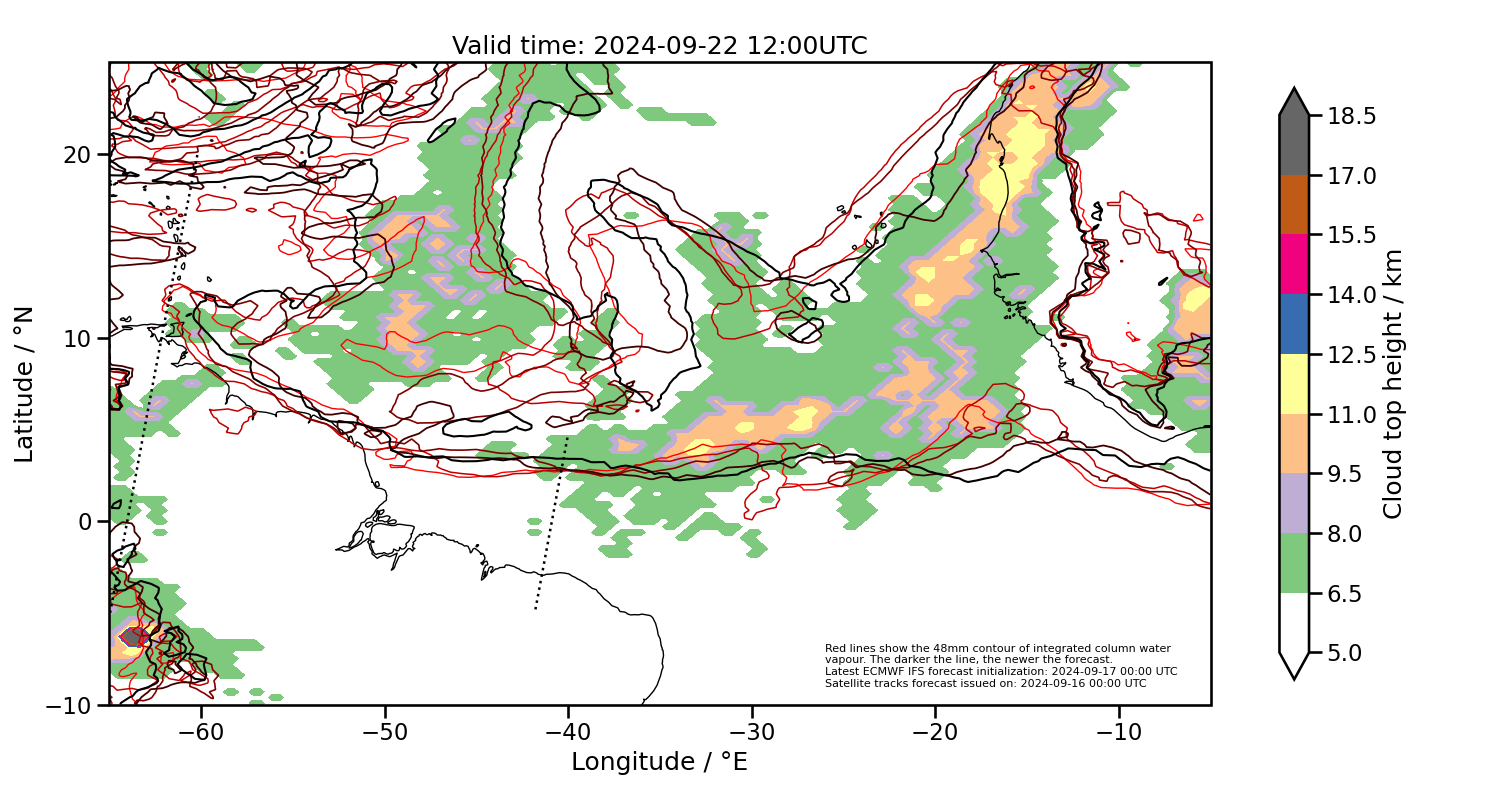 Valid time: 2024-09-22 12:00UTC
20
10
0
−10
Latitude / °N
−60
−50
−40
−30
−20
−10
Longitude / °E
18.5
17.0
15.5
14.0
12.5
11.0
9.5
8.0
6.5
5.0
Cloud top height / km
Red lines show the 48mm contour of integrated column water
vapour. The darker the line, the newer the forecast.
Latest ECMWF IFS forecast initialization: 2024-09-17 00:00 UTC
Satellite tracks forecast issued on: 2024-09-16 00:00 UTC